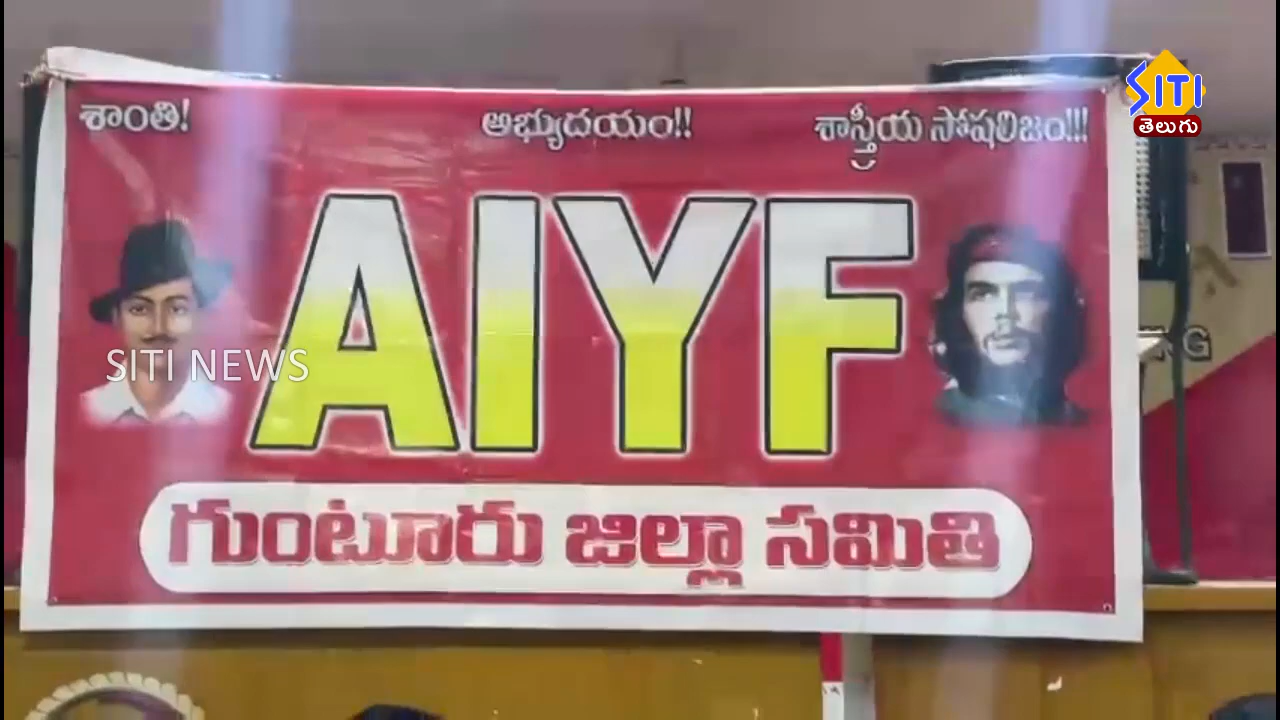 శాంతి! అభ్యుదయం!! శాస్త్రీయ సోషలిజం!!!
SITI
తెలుగు
AIYF
SITI NEWS
గుంటూరు జిల్లా సమితి